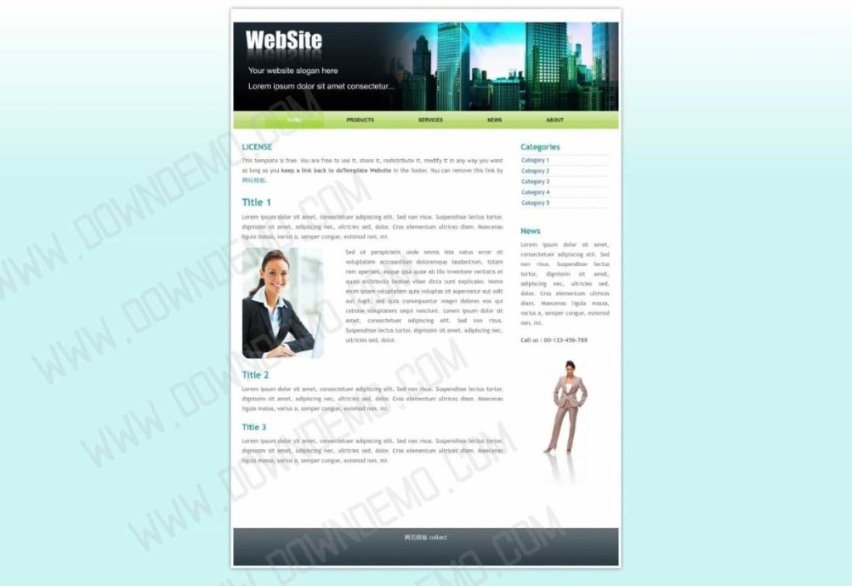 WebSite
Your website slogan here
Lorem ipsum dolor sit amet consectetur...
HOME PRODUCTS SERVICES NEWS ABOUT
LICENSE
This template is free. You are free to use it, share it, redistribute it, modify it in any way you want
as long as you keep a link back to doTemplate Website in the footer. You can remove this link by
网站模板.
Title 1
Lorem ipsum dolor sit amet, consectetuer adipiscing elit. Sed non risus. Suspendisse lectus tortor,
dignissim sit amet, adipiscing nec, ultricies sed, dolor. Cras elementum ultrices diam. Maecenas
ligula massa, varius a, semper congue, euismod non, mi.
Sed ut perspiciatis unde omnis iste natus error sit
voluptatem accusantium doloremque laudantium, totam
rem aperiam, eaque ipsa quae ab illo inventore veritatis et
quasi architecto beatae vitae dicta sunt explicabo. Nemo
enim ipsam voluptatem quia voluptas sit aspernatur aut odit
aut fugit, sed quia consequuntur magni dolores eos qui
ratione voluptatem sequi nesciunt. Lorem ipsum dolor sit
amet, consectetuer adipiscing elit. Sed non risus.
Suspendisse lectus tortor, dignissim sit amet, adipiscing nec,
ultricies sed, dolor.
Title 2
Lorem ipsum dolor sit amet, consectetuer adipiscing elit. Sed non risus. Suspendisse lectus tortor,
dignissim sit amet, adipiscing nec, ultricies sed, dolor. Cras elementum ultrices diam. Maecenas
ligula massa, varius a, semper congue, euismod non, mi.
Title 3
Lorem ipsum dolor sit amet, consectetuer adipiscing elit. Sed non risus. Suspendisse lectus tortor,
dignissim sit amet, adipiscing nec, ultricies sed, dolor. Cras elementum ultrices diam. Maecenas
ligula massa, varius a, semper congue, euismod non, mi.
Categories
Category 1
Category 2
Category 3
Category 4
Category 5
News
Lorem ipsum dolor sit amet,
consectetuer adipiscing elit. Sed
non risus. Suspendisse lectus
tortor, dignissim sit amet,
adipiscing nec, ultricies sed,
dolor. Cras elementum ultrices
diam. Maecenas ligula massa,
varius a, semper congue, euismod
non, mi.
Call us : 00-123-456-789
网页模板 collect
WWW.DOWNDEMO.COM
WWW.DOWNDEMO.COM
WWW.DOWNDEMO.COM
WWW.DOWNDEMO.COM